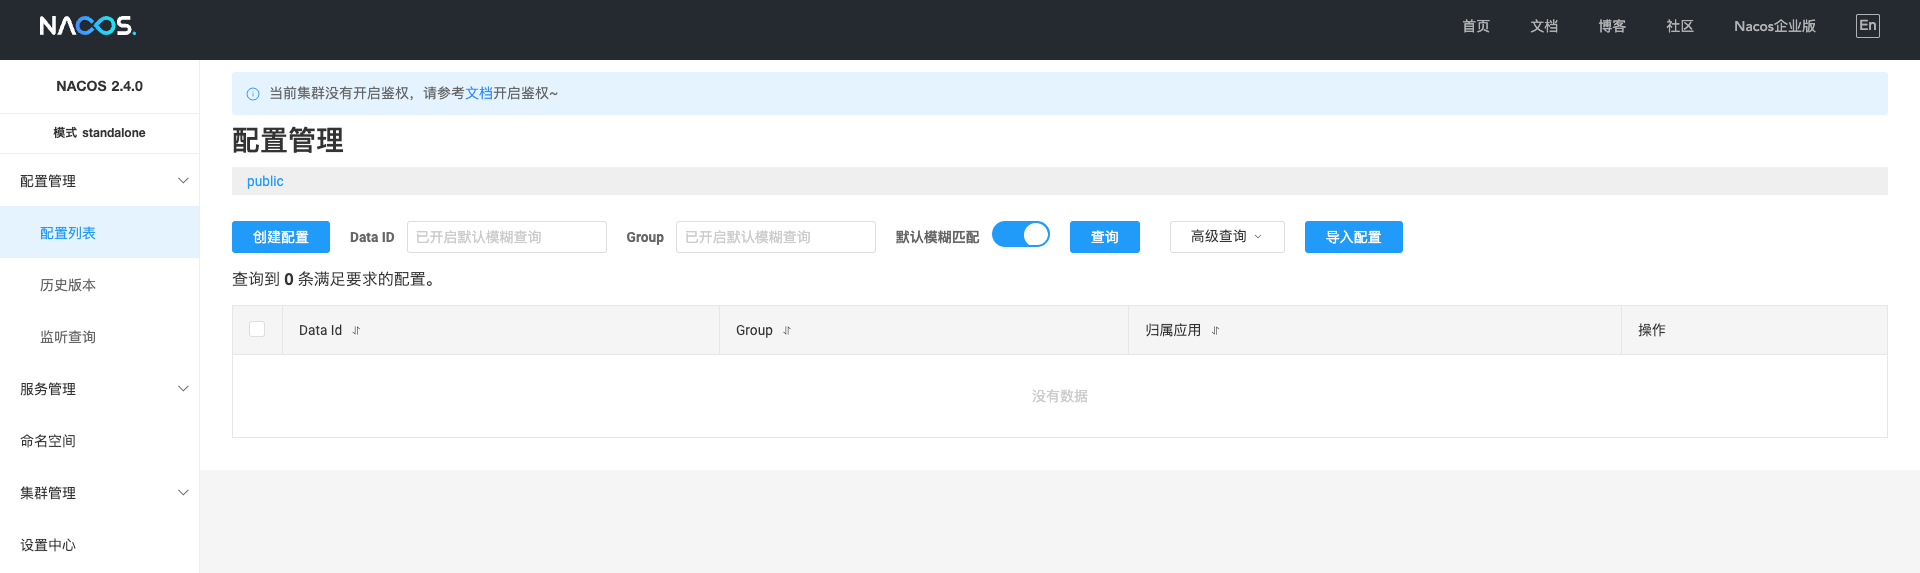 NACOS.
首页 文档 博客 社区 Nacos企业版 En
NACOS 2.4.0
模式 standalone
配置管理
配置列表
历史版本
监听查询
服务管理
命名空间
集群管理
设置中心
当前集群没有开启鉴权，请参考文档开启鉴权~
配置管理
public
创建配置 Data ID 已开启默认模糊查询 Group 已开启默认模糊查询 默认模糊匹配 查询 高级查询 导入配置
查询到 0 条满足要求的配置。
Data Id Group 归属应用 操作
没有数据